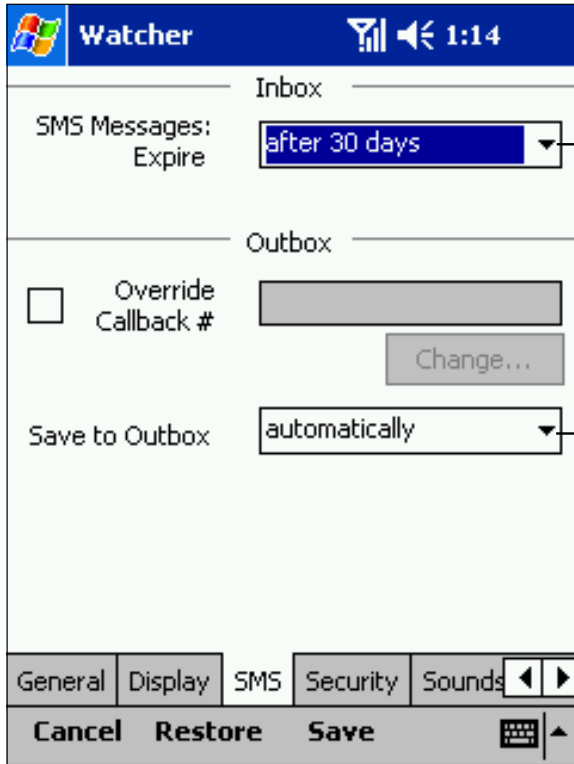 Watcher 1:14
Inbox
SMS Messages:
Expire
after 30 days
Outbox
Override
Callback #
Change...
Save to Outbox
automatically
General Display SMS Security Sounds
Cancel Restore Save